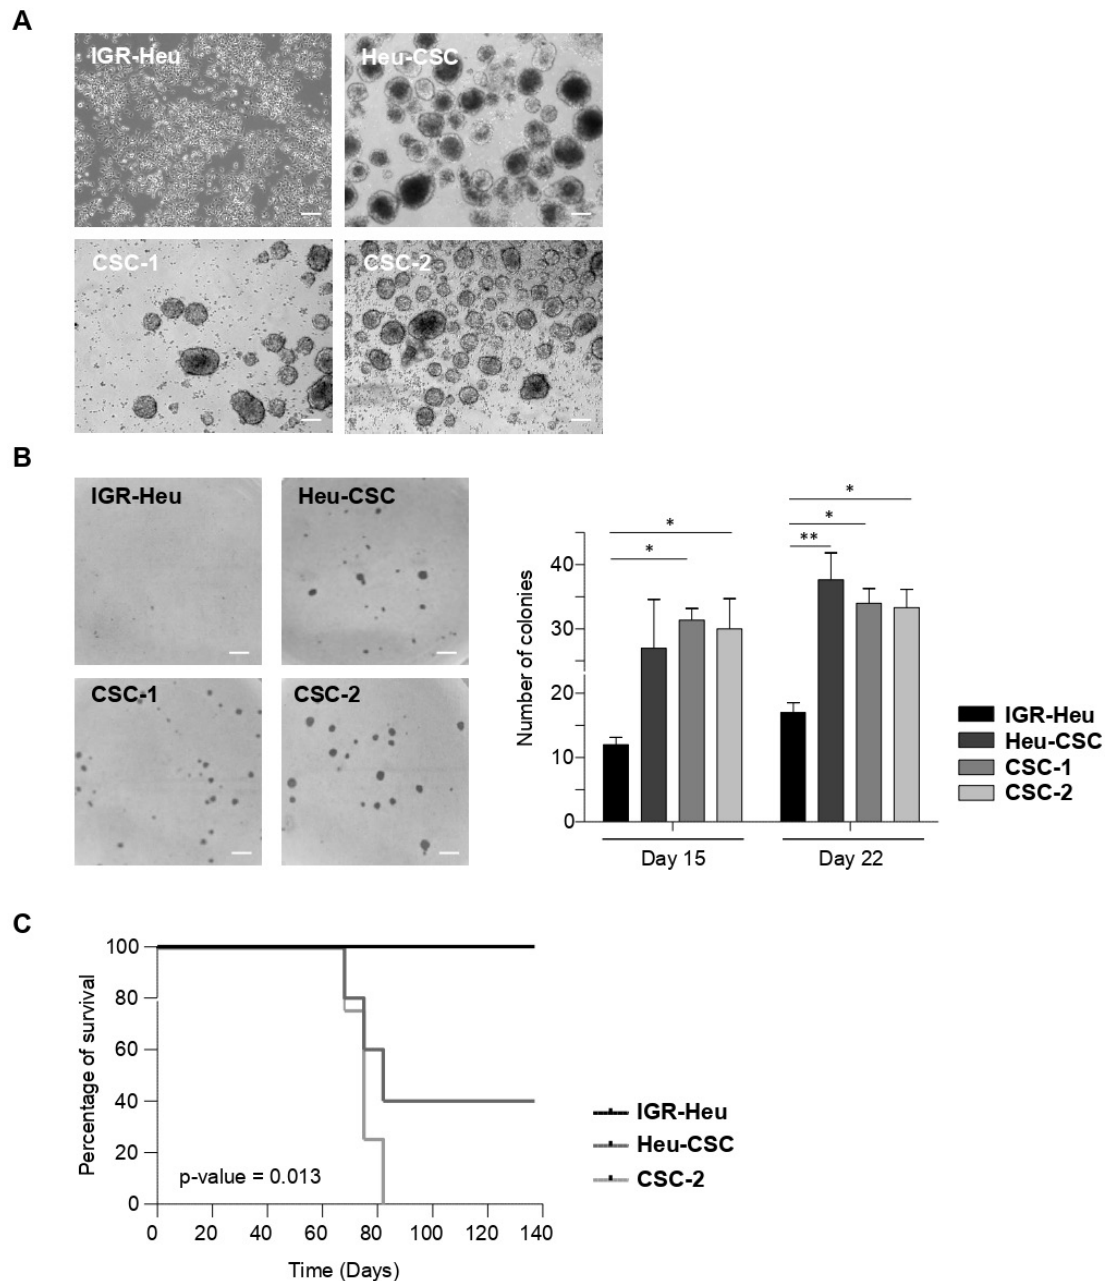 A
IGR-Heu
Heu-CSC
CSC-1
CSC-2
B
IGR-Heu
Heu-CSC
CSC-1
CSC-2
Number of colonies
40
30
20
10
0
*
*
*
*
**
Day 15
Day 22
IGR-Heu
Heu-CSC
CSC-1
CSC-2
C
Percentage of survival
100
80
60
40
20
0
p-value = 0.013
0 20 40 60 80 100 120 140
Time (Days)
IGR-Heu
Heu-CSC
CSC-2